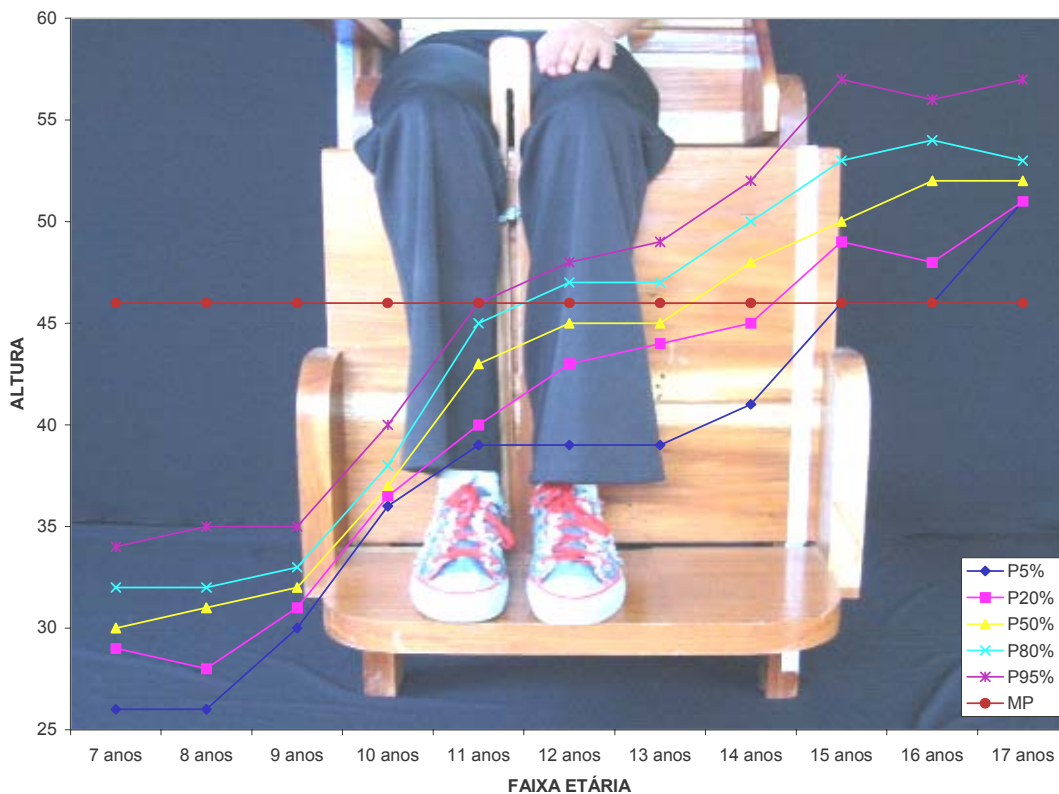 60
55
50
45
40
35
30
25
ALTURA
7 anos
8 anos
9 anos
10 anos
11 anos
12 anos
13 anos
14 anos
15 anos
16 anos
17 anos
FAIXA ETÁRIA
P5%
P20%
P50%
P80%
P95%
MP